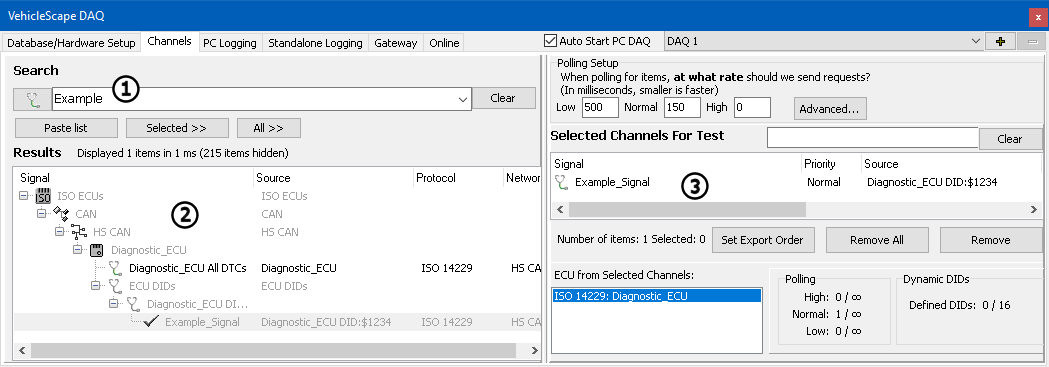 VehicleScape DAQ
x
Database/Hardware Setup Channels PC Logging Standalone Logging Gateway Online
Auto Start PC DAQ DAQ 1
Search
1
Example Clear
Paste list Selected >> All >>
Results Displayed 1 items in 1 ms (215 items hidden)
Signal Source Protocol Network
ISO ISO ECUs ISO ECUs
CAN CAN
2
HS CAN HS CAN
Diagnostic_ECU
Diagnostic_ECU All DTCs Diagnostic_ECU ISO 14229 HS CA
ECU DIDs ECU DIDs
Diagnostic_ECU DI...
Example_Signal Diagnostic_ECU DID:$1234 ISO 14229 HS CA
Polling Setup
When polling for items, at what rate should we send requests?
(In milliseconds, smaller is faster)
Low 500 Normal 150 High 0 Advanced...
Selected Channels For Test Clear
Signal Priority Source
Example_Signal Normal Diagnostic_ECU DID:$1234
3
Number of items: 1 Selected: 0 Set Export Order Remove All Remove
ECU from Selected Channels:
ISO 14229: Diagnostic_ECU
Polling
High: 0 / ∞
Normal: 1 / ∞
Low: 0 / ∞
Dynamic DIDs
Defined DIDs: 0 / 16